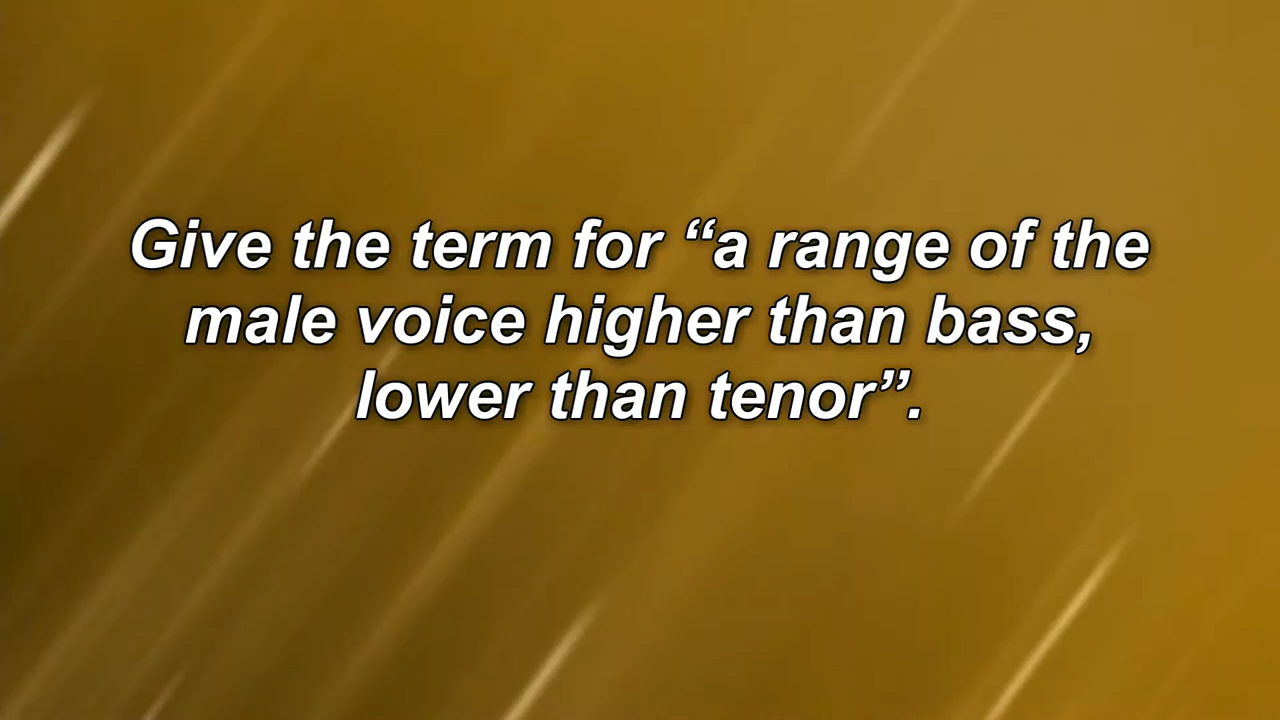 Give the term for “a range of the
male voice higher than bass,
lower than tenor”.